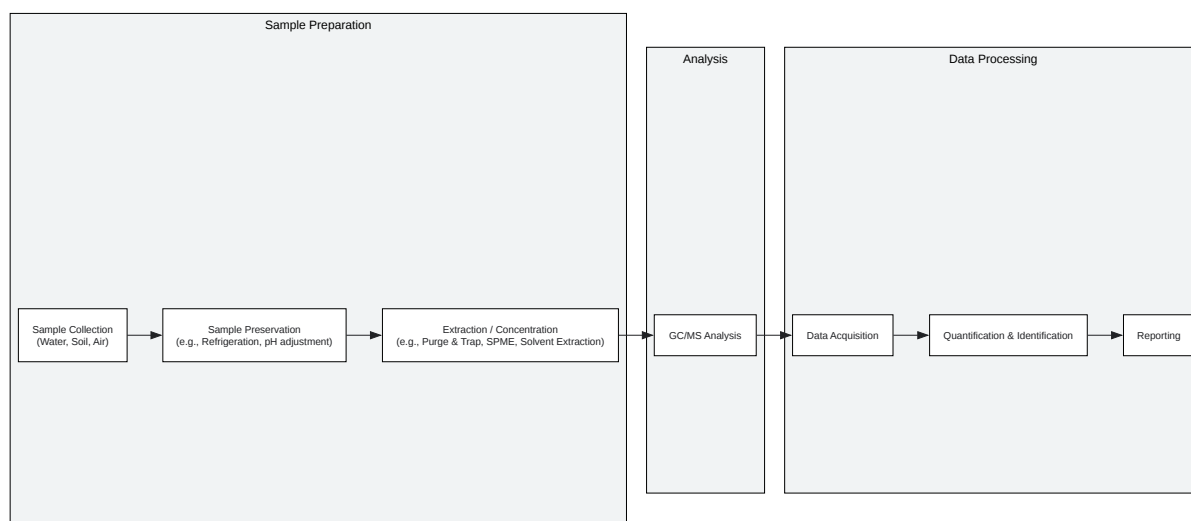 Sample Preparation
Analysis
Data Processing
Sample Collection
(Water, Soil, Air)
Sample Preservation
(e.g., Refrigeration, pH adjustment)
Extraction / Concentration
(e.g., Purge & Trap, SPME, Solvent Extraction)
GC/MS Analysis
Data Acquisition
Quantification & Identification
Reporting